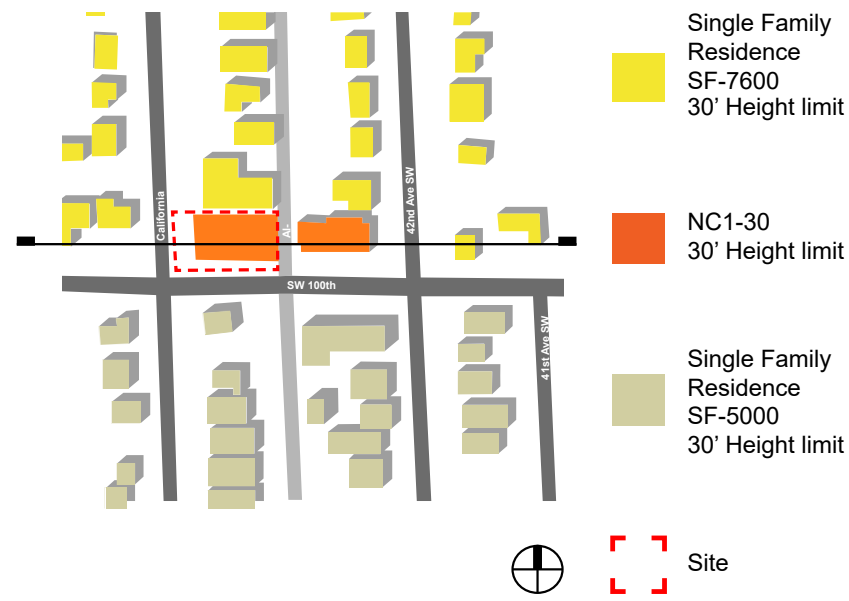 Single Family
Residence
SF-7600
30’ Height limit
California
Al-
42nd Ave SW
NC1-30
30’ Height limit
SW 100th
41st Ave SW
Single Family
Residence
SF-5000
30’ Height limit
Site